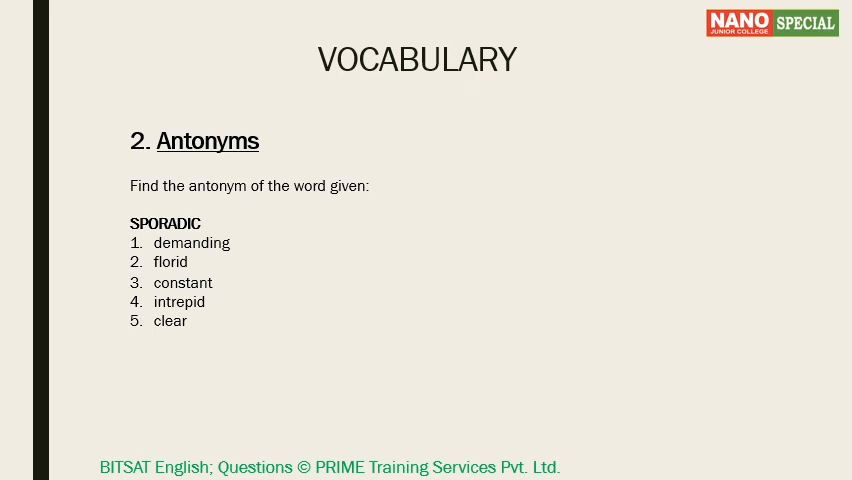 NANO SPECIAL
JUNIOR COLLEGE
VOCABULARY
2. Antonyms
Find the antonym of the word given:
SPORADIC
1. demanding
2. florid
3. constant
4. intrepid
5. clear
BITSAT English; Questions © PRIME Training Services Pvt. Ltd.